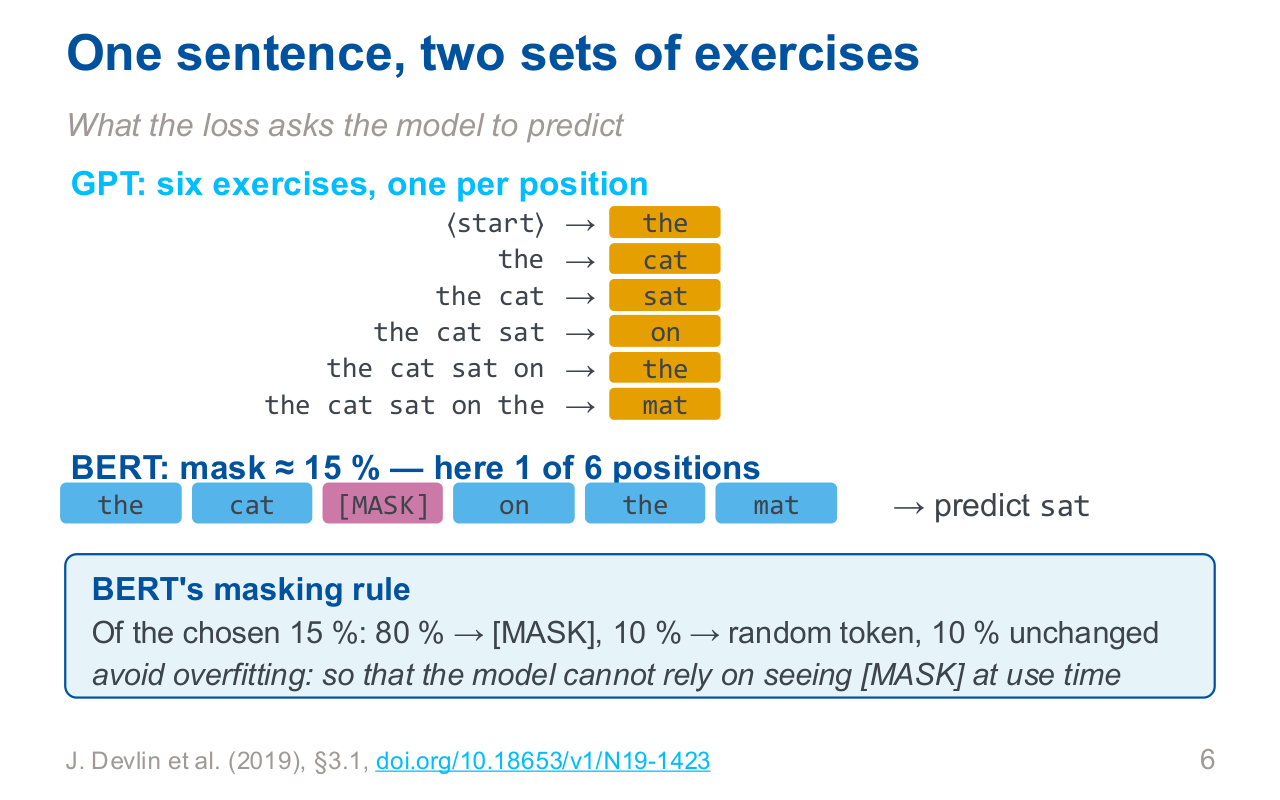 One sentence, two sets of exercises
What the loss asks the model to predict
GPT: six exercises, one per position
⟨start⟩ → the
the → cat
the cat → sat
the cat sat → on
the cat sat on → the
the cat sat on the → mat
BERT: mask ≈ 15 % — here 1 of 6 positions
the cat [MASK] on the mat → predict sat
BERT's masking rule
Of the chosen 15 %: 80 % → [MASK], 10 % → random token, 10 % unchanged
avoid overfitting: so that the model cannot rely on seeing [MASK] at use time
J. Devlin et al. (2019), §3.1, doi.org/10.18653/v1/N19-1423 6